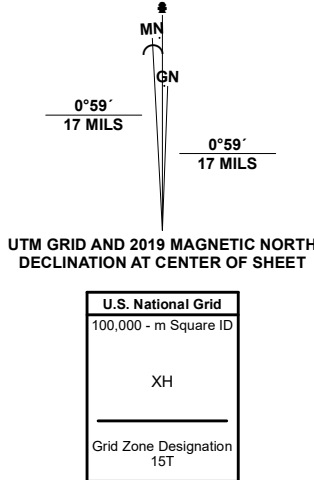 MN
GN
0°59´
17 MILS
0°59´
17 MILS
UTM GRID AND 2019 MAGNETIC NORTH
DECLINATION AT CENTER OF SHEET
U.S. National Grid
100,000 - m Square ID
XH
Grid Zone Designation
15T